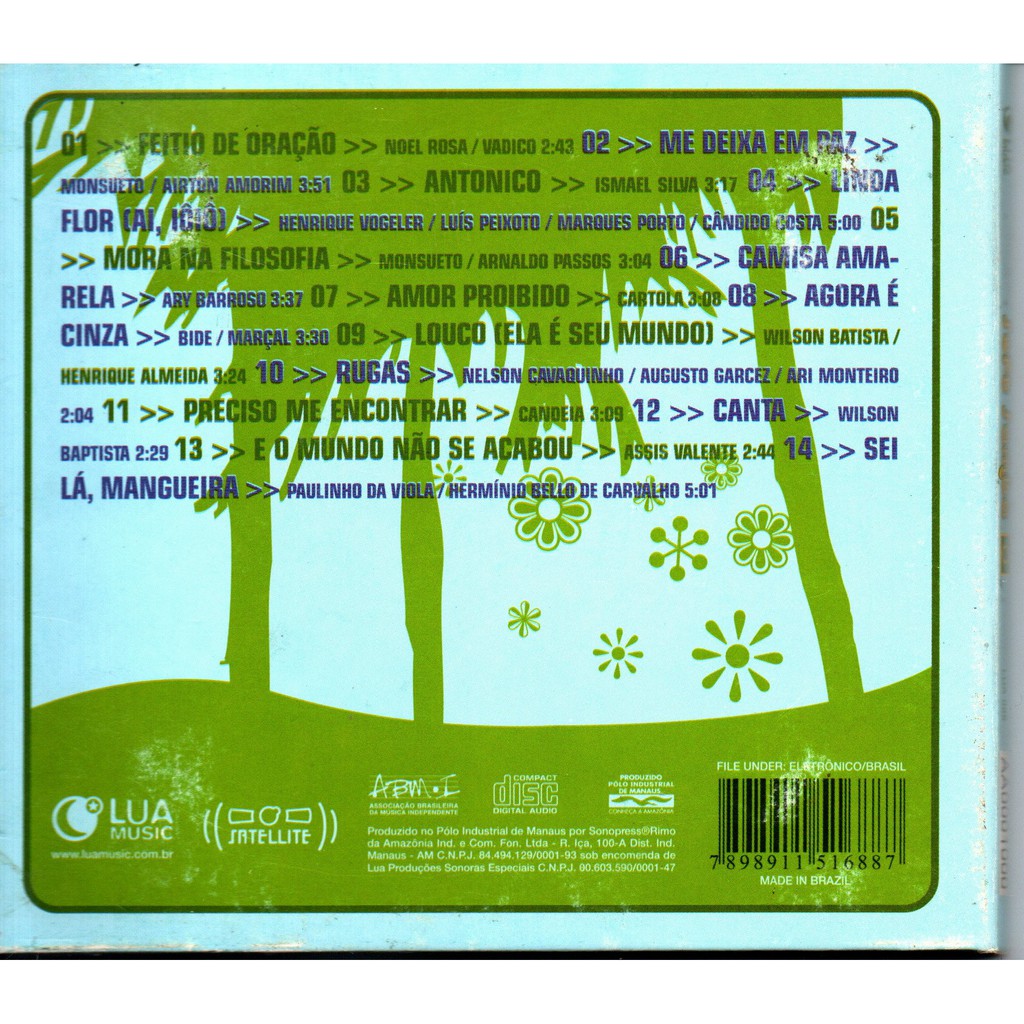 01 >> FEITIO DE ORAÇÃO >> NOEL ROSA / VADICO 2:43 02 >> ME DEIXA EM PAZ >>
MONSUETO / AIRTON AMORIM 3:51 03 >> ANTONICO >> ISMAEL SILVA 3:17 04 >> LINDA
FLOR (AI, IÔIÔ) >> HENRIQUE VOGELER / LUÍS PEIXOTO / MARQUES PORTO / CÂNDIDO COSTA 5:00 05
>> MORA NA FILOSOFIA >> MONSUETO / ARNALDO PASSOS 3:04 06 >> CAMISA AMA-
RELA >> ARY BARROSO 3:37 07 >> AMOR PROIBIDO >> CARTOLA 3:08 08 >> AGORA É
CINZA >> BIDE / MARÇAL 3:30 09 >> LOUCO (ELA É SEU MUNDO) >> WILSON BATISTA /
HENRIQUE ALMEIDA 3:24 10 >> RUGAS >> NELSON CAVAQUINHO / AUGUSTO GARCEZ / ARI MONTEIRO
2:04 11 >> PRECISO ME ENCONTRAR >> CANDEIA 3:09 12 >> CANTA >> WILSON
BAPTISTA 2:29 13 >> E O MUNDO NÃO SE ACABOU >> ASSIS VALENTE 2:44 14 >> SEI
LÁ, MANGUEIRA >> PAULINHO DA VIOLA / HERMÍNIO BELLO DE CARVALHO 5:01
LUA
MUSIC
www.luamusic.com.br
SATELLITE
ABM.I
ASSOCIAÇÃO BRASILEIRA
DA MÚSICA INDEPENDENTE
COMPACT
disc
DIGITAL AUDIO
PRODUZIDO
PÓLO INDUSTRIAL
DE MANAUS
CONHEÇA A AMAZÔNIA
Produzido no Pólo Industrial de Manaus por Sonopress®Rimo
da Amazônia Ind. e Com. Fon. Ltda - R. Iça, 100-A Dist. Ind.
Manaus - AM C.N.P.J. 84.494.129/0001-93 sob encomenda de
Lua Produções Sonoras Especiais C.N.P.J. 80.603.590/0001-47
FILE UNDER: ELETRÔNICO/BRASIL
7 898911 516887
MADE IN BRAZIL